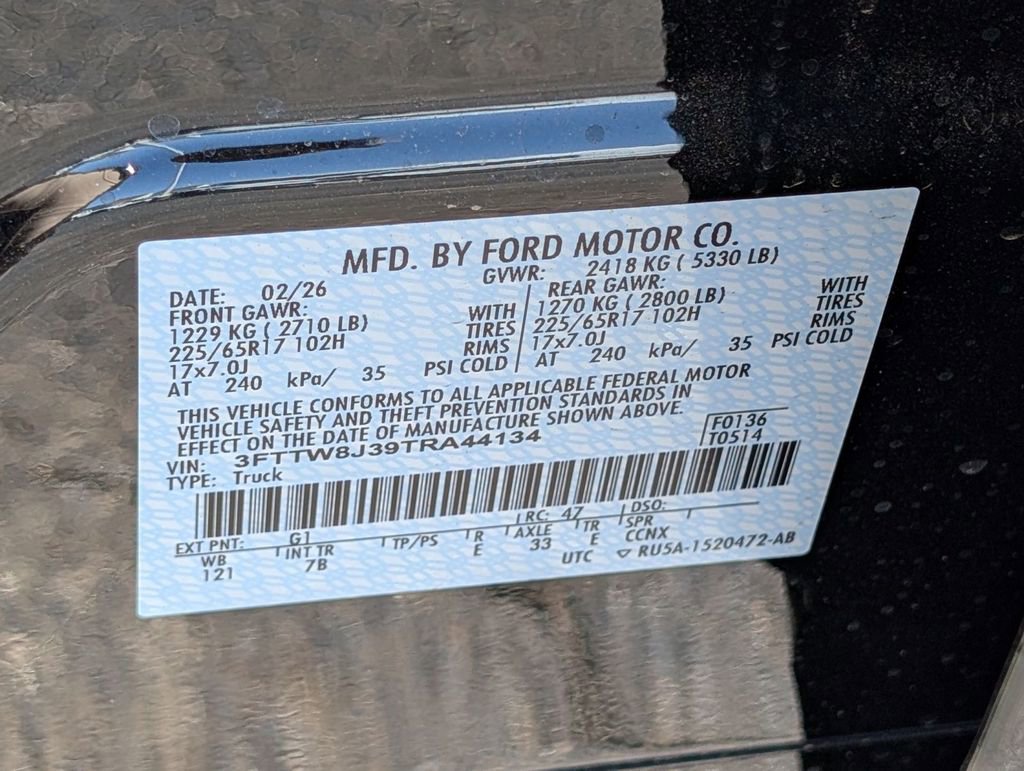 MFD. BY FORD MOTOR CO.
DATE: 02/26 GVWR: 2418 KG ( 5330 LB)
FRONT GAWR: REAR GAWR:
1229 KG ( 2710 LB) WITH 1270 KG ( 2800 LB) WITH
225/65R17 102H TIRES 225/65R17 102H TIRES
17x7.0J RIMS 17x7.0J RIMS
AT 240 kPa/ 35 PSI COLD AT 240 kPa/ 35 PSI COLD
THIS VEHICLE CONFORMS TO ALL APPLICABLE FEDERAL MOTOR
VEHICLE SAFETY AND THEFT PREVENTION STANDARDS IN
EFFECT ON THE DATE OF MANUFACTURE SHOWN ABOVE.
VIN: 3FTTW8J39TRA44134
TYPE: Truck
F0136
T0514
EXT PNT: G1 RC: 47 DSO:
WB INT TR TP/PS R AXLE TR SPR
121 7B E 33 E CCNX
UTC ▽ RU5A-1520472-AB